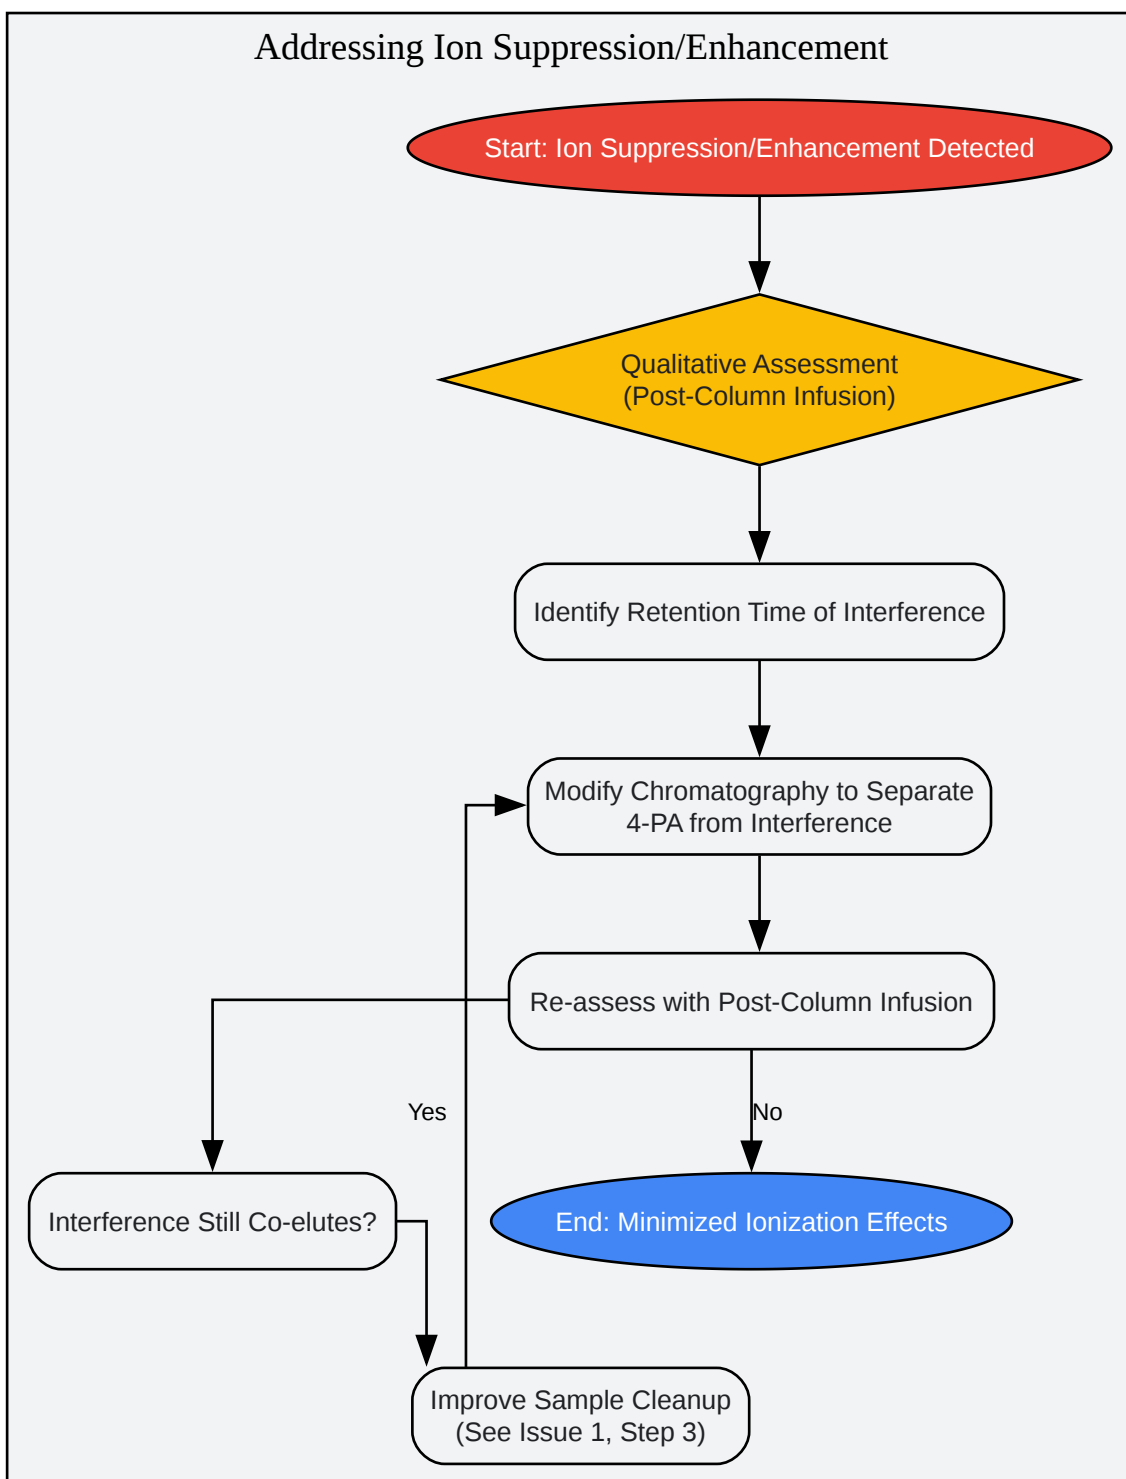 Addressing Ion Suppression/Enhancement
Start: Ion Suppression/Enhancement Detected
Qualitative Assessment
(Post-Column Infusion)
Identify Retention Time of Interference
Modify Chromatography to Separate
4-PA from Interference
Re-assess with Post-Column Infusion
Yes
No
Interference Still Co-elutes?
End: Minimized Ionization Effects
Improve Sample Cleanup
(See Issue 1, Step 3)